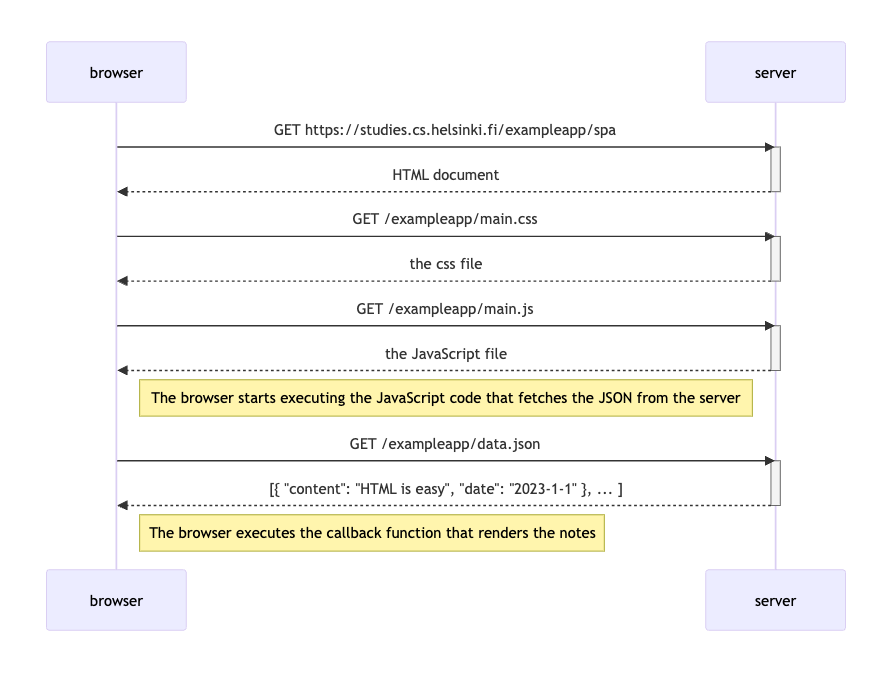 browser
server
GET https://studies.cs.helsinki.fi/exampleapp/spa
HTML document
GET /exampleapp/main.css
the css file
GET /exampleapp/main.js
the JavaScript file
The browser starts executing the JavaScript code that fetches the JSON from the server
GET /exampleapp/data.json
[{ "content": "HTML is easy", "date": "2023-1-1" }, ... ]
The browser executes the callback function that renders the notes
browser
server